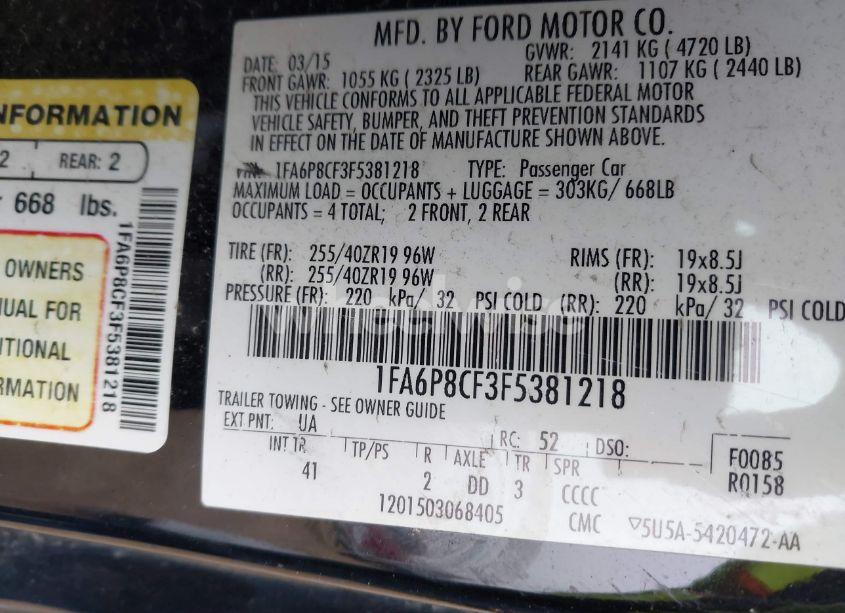 MFD. BY FORD MOTOR CO.
DATE: 03/15 GVWR: 2141 KG ( 4720 LB)
FRONT GAWR: 1055 KG ( 2325 LB) REAR GAWR: 1107 KG ( 2440 LB)
THIS VEHICLE CONFORMS TO ALL APPLICABLE FEDERAL MOTOR
VEHICLE SAFETY, BUMPER, AND THEFT PREVENTION STANDARDS
IN EFFECT ON THE DATE OF MANUFACTURE SHOWN ABOVE.
1FA6P8CF3F5381218 TYPE: Passenger Car
MAXIMUM LOAD = OCCUPANTS + LUGGAGE = 303KG/ 668LB
OCCUPANTS = 4 TOTAL; 2 FRONT, 2 REAR
TIRE (FR): 255/40ZR19 96W RIMS (FR): 19x8.5J
(RR): 255/40ZR19 96W (RR): 19x8.5J
PRESSURE (FR): 220 kPa/ 32 PSI COLD (RR): 220 kPa/ 32 PSI COLD
wheelwise
1FA6P8CF3F5381218
TRAILER TOWING - SEE OWNER GUIDE
EXT PNT: UA RC: 52 DSO:
INT TR TP/PS R AXLE TR SPR F0085
41 2 DD 3 CCCC R0158
1201503068405 CMC ▽5U5A-5420472-AA
NFORMATION
2 REAR: 2
668 lbs.
OWNERS
NUAL FOR
ITIONAL
RMATION
1FA6P8CF3F5381218